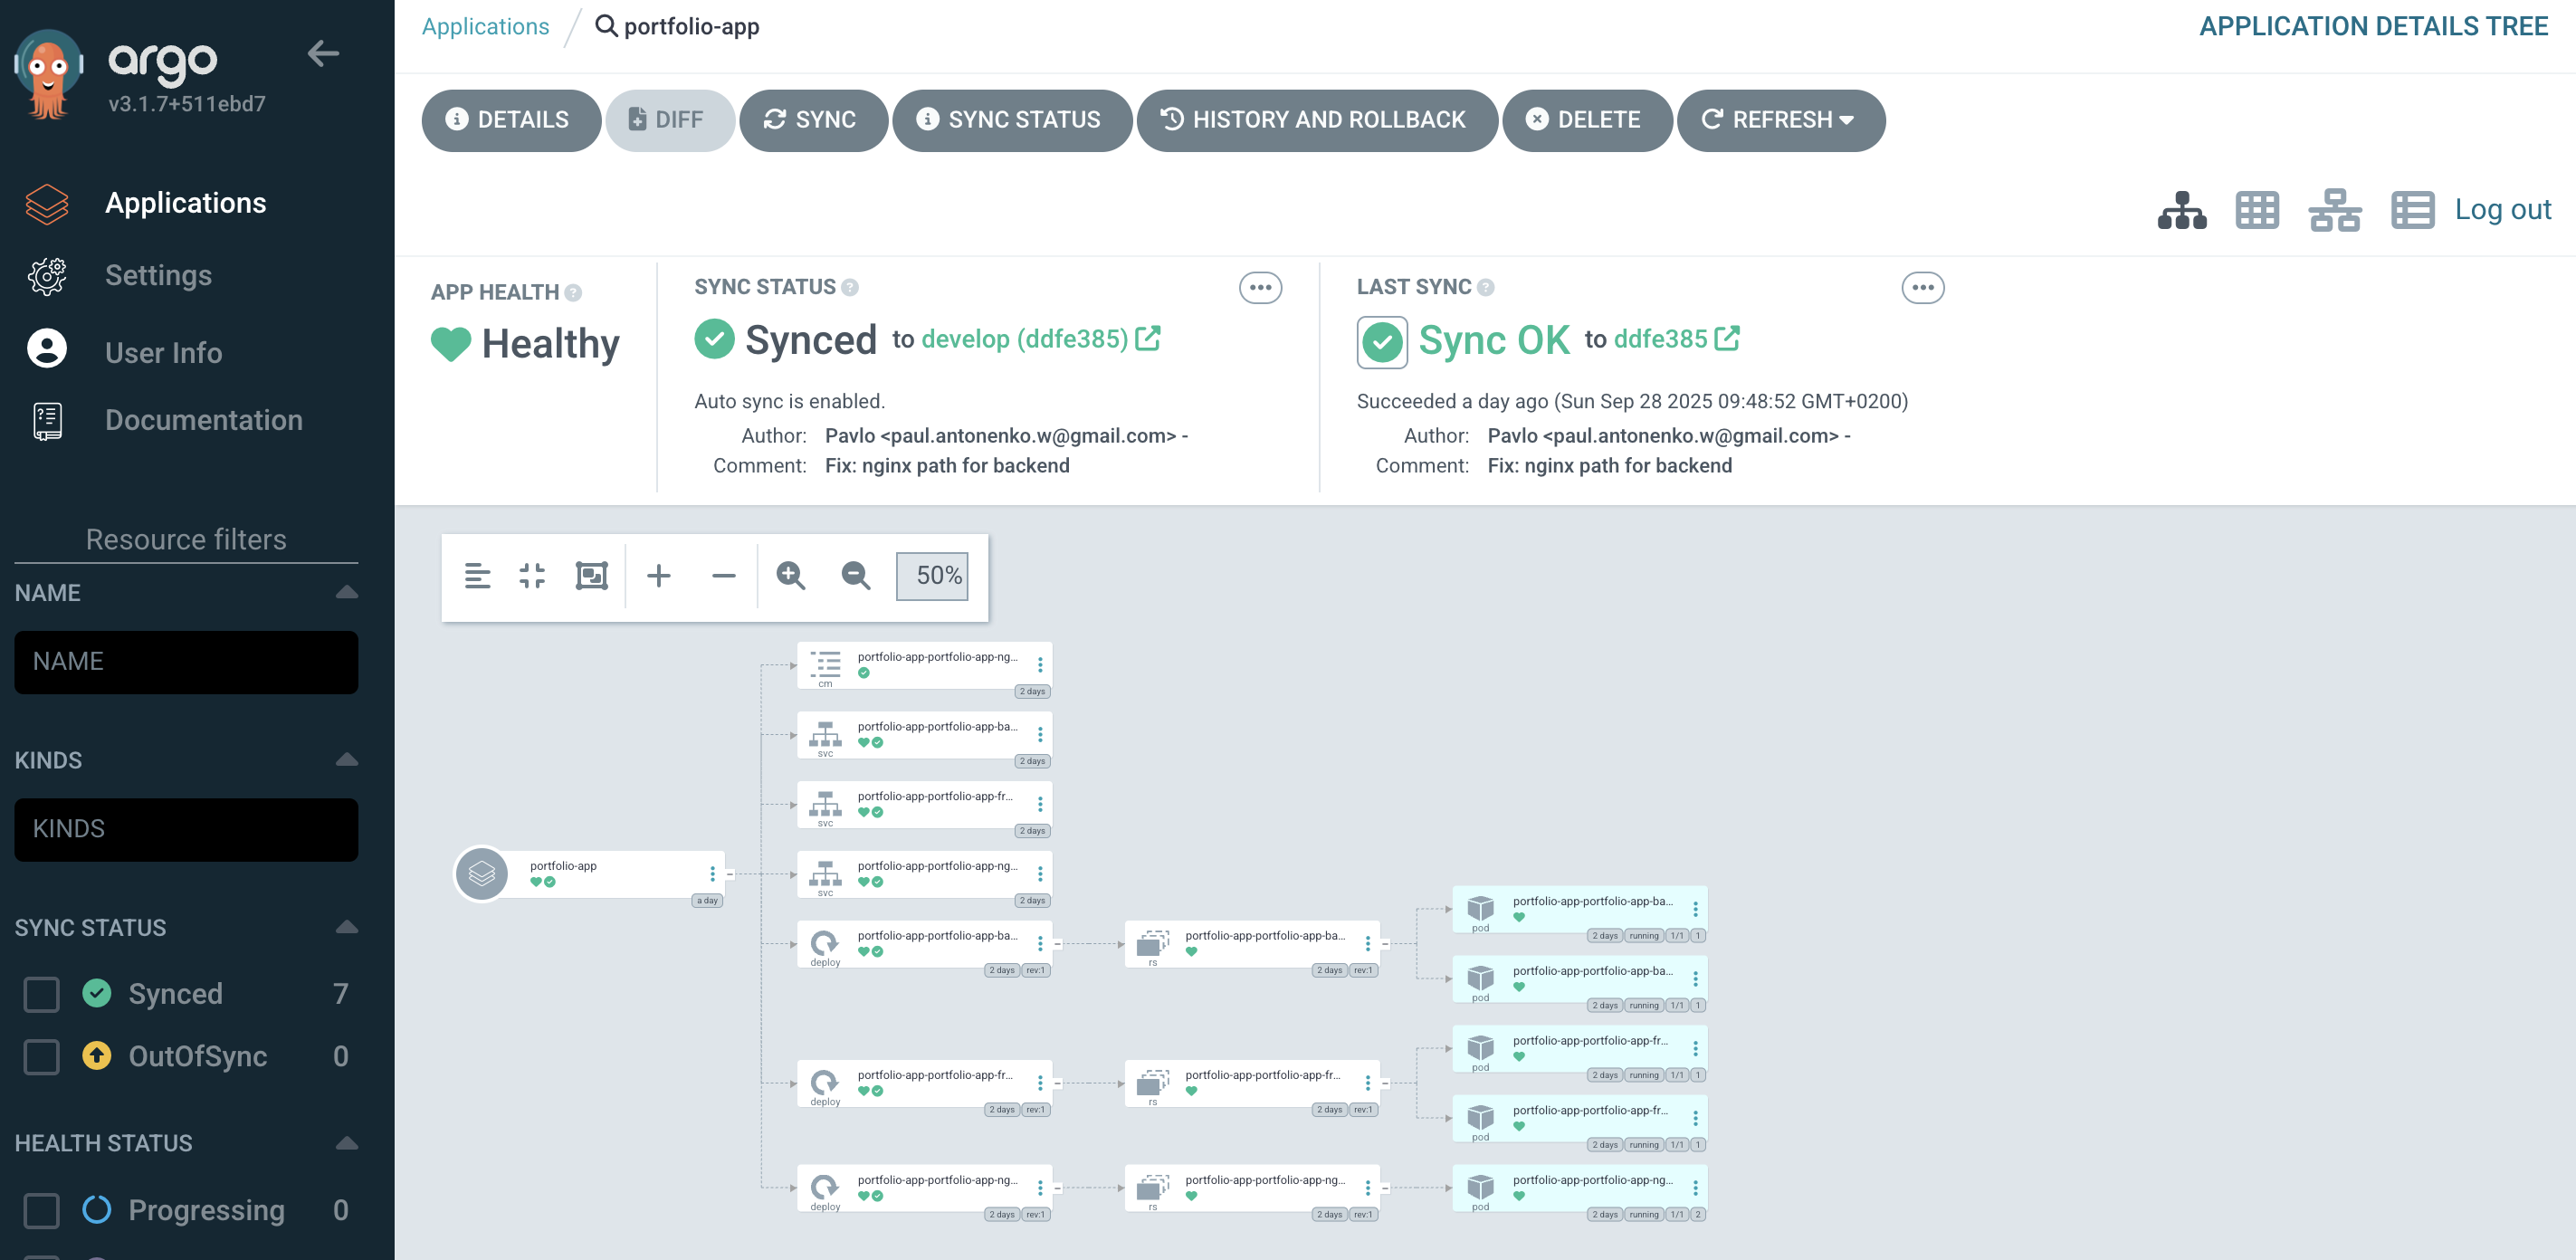 argo
v3.1.7+511ebd7
Applications
Settings
User Info
Documentation
Resource filters
NAME
NAME
KINDS
KINDS
SYNC STATUS
Synced 7
OutOfSync 0
HEALTH STATUS
Progressing 0
Applications / portfolio-app
APPLICATION DETAILS TREE
DETAILS DIFF SYNC SYNC STATUS HISTORY AND ROLLBACK DELETE REFRESH
Log out
APP HEALTH
Healthy
SYNC STATUS
Synced to develop (ddfe385)
Auto sync is enabled.
Author: Pavlo <paul.antonenko.w@gmail.com> -
Comment: Fix: nginx path for backend
LAST SYNC
Sync OK to ddfe385
Succeeded a day ago (Sun Sep 28 2025 09:48:52 GMT+0200)
Author: Pavlo <paul.antonenko.w@gmail.com> -
Comment: Fix: nginx path for backend
50%
portfolio-app
a day
portfolio-app-portfolio-app-ng...
cm
2 days
portfolio-app-portfolio-app-ba...
svc
2 days
portfolio-app-portfolio-app-fr...
svc
2 days
portfolio-app-portfolio-app-ng...
svc
2 days
portfolio-app-portfolio-app-ba...
deploy
2 days rev:1
portfolio-app-portfolio-app-ba...
rs
2 days rev:1
portfolio-app-portfolio-app-ba...
pod
2 days running 1/1 1
portfolio-app-portfolio-app-ba...
pod
2 days running 1/1 1
portfolio-app-portfolio-app-fr...
deploy
2 days rev:1
portfolio-app-portfolio-app-fr...
rs
2 days rev:1
portfolio-app-portfolio-app-fr...
pod
2 days running 1/1 1
portfolio-app-portfolio-app-fr...
pod
2 days running 1/1 1
portfolio-app-portfolio-app-ng...
deploy
2 days rev:1
portfolio-app-portfolio-app-ng...
rs
2 days rev:1
portfolio-app-portfolio-app-ng...
pod
2 days running 1/1 2